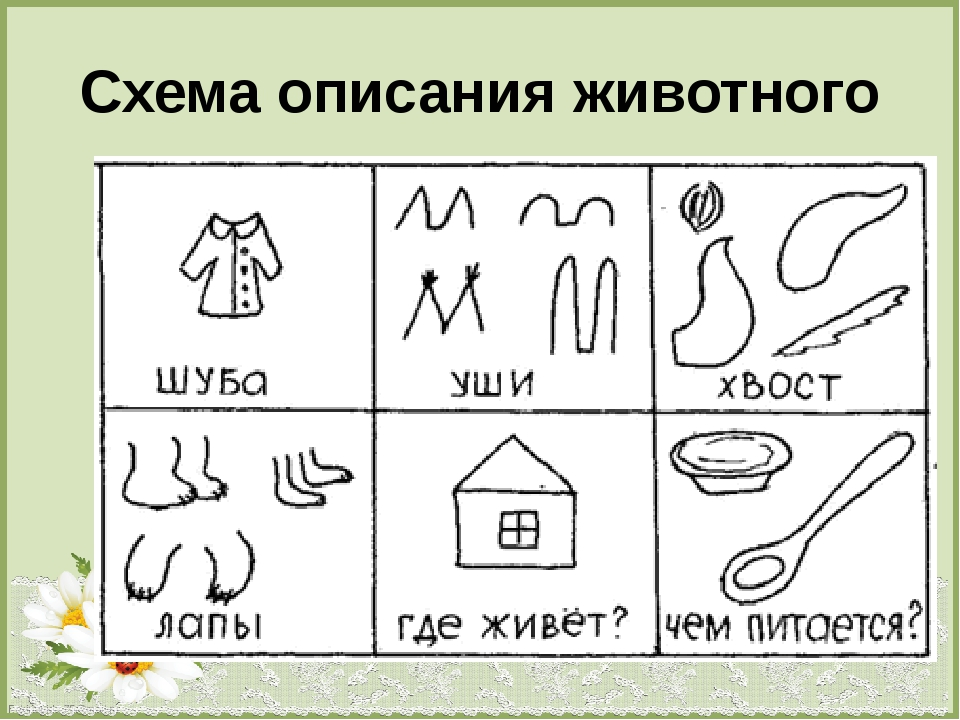 Схема описания животного
шуба
уши
хвост
лапы
где живёт?
чем питается?